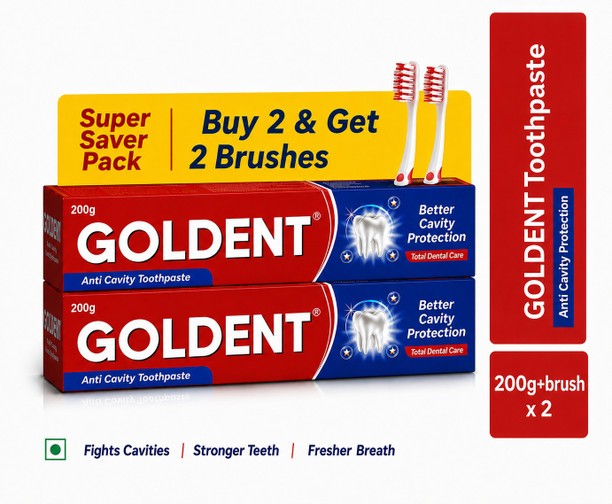 Super
Saver
Pack
Buy 2 & Get
2 Brushes
200g
GOLDENT®
Anti Cavity Toothpaste
Better
Cavity
Protection
Total Dental Care
GOLDENT
200g
GOLDENT®
Anti Cavity Toothpaste
Better
Cavity
Protection
Total Dental Care
GOLDENT
Fights Cavities | Stronger Teeth | Fresher Breath
GOLDENT Toothpaste
Anti Cavity Protection
200g+brush
x 2